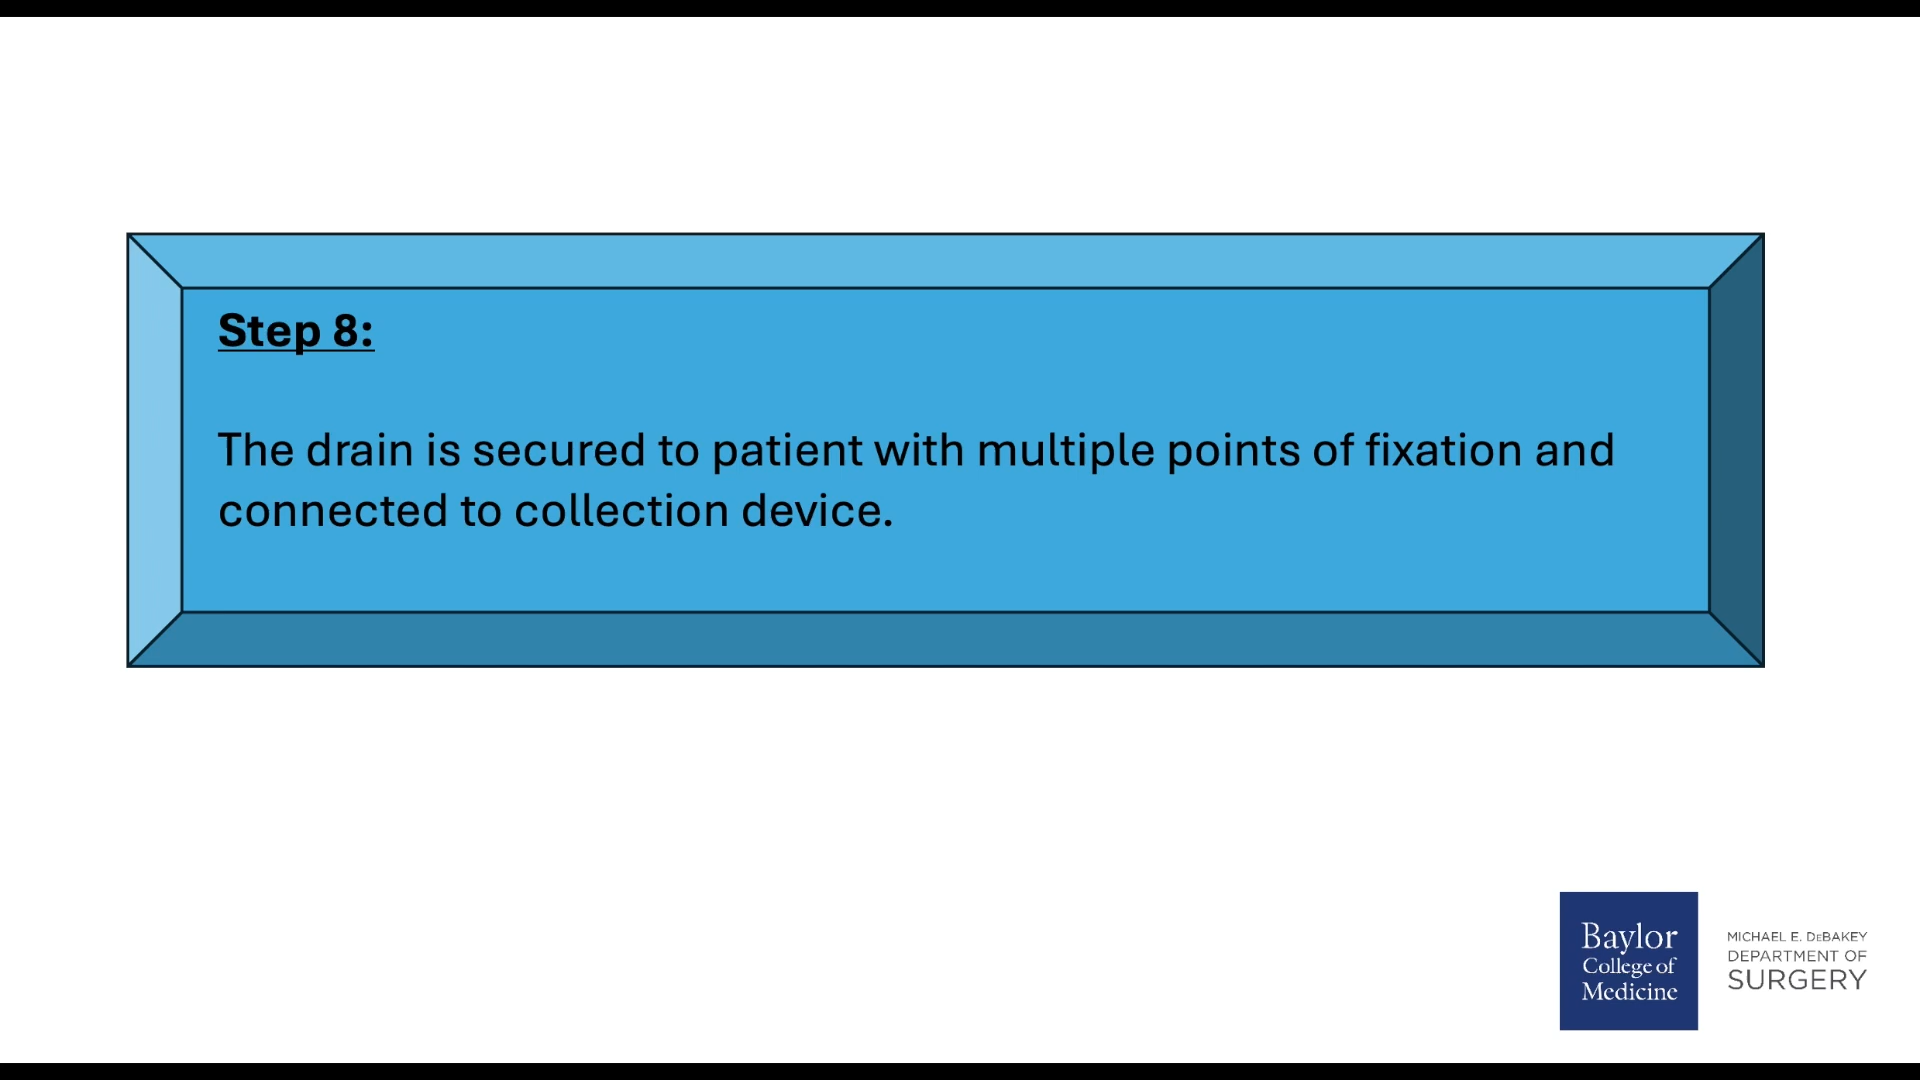 Step 8:
The drain is secured to patient with multiple points of fixation and
connected to collection device.
Baylor
College of
Medicine
MICHAEL E. DEBAKEY
DEPARTMENT OF
SURGERY